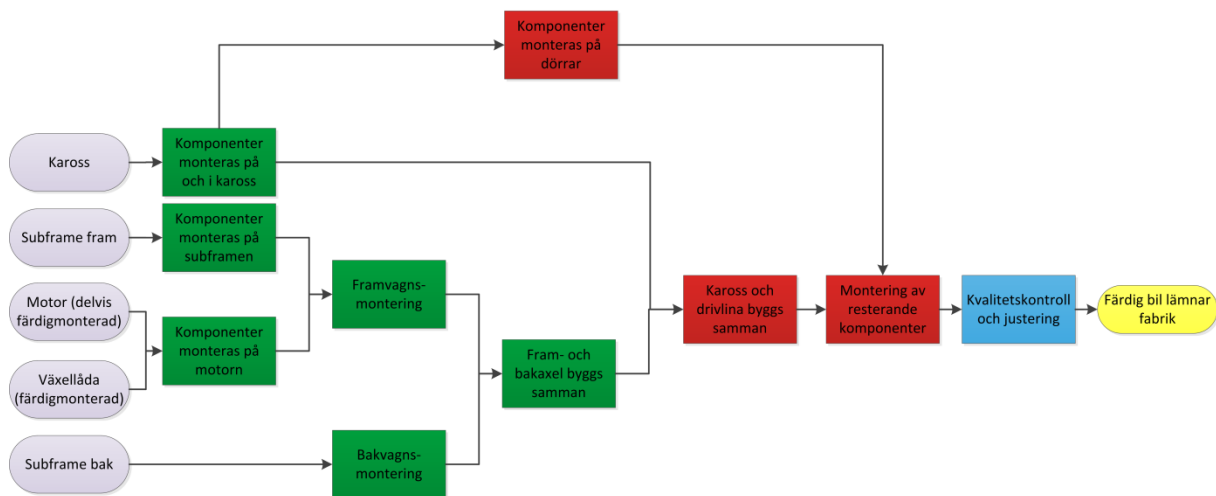 Komponenter
monteras på
dörrar
Kaross
Komponenter
monteras på
och i kaross
Subframe fram
Komponenter
monteras på
subframen
Motor (delvis
färdigmonterad)
Växellåda
(färdigmonterad)
Komponenter
monteras på
motorn
Framvagns-
montering
Subframe bak
Bakvagns-
montering
Fram- och
bakaxel byggs
samman
Kaross och
drivlina byggs
samman
Montering av
resterande
komponenter
Kvalitetskontroll
och justering
Färdig bil lämnar
fabrik